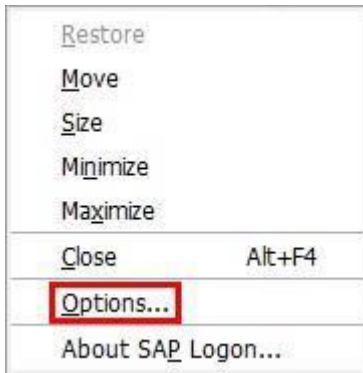 Restore
Move
Size
Minimize
Maximize
Close Alt+F4
Options...
About SAP Logon...